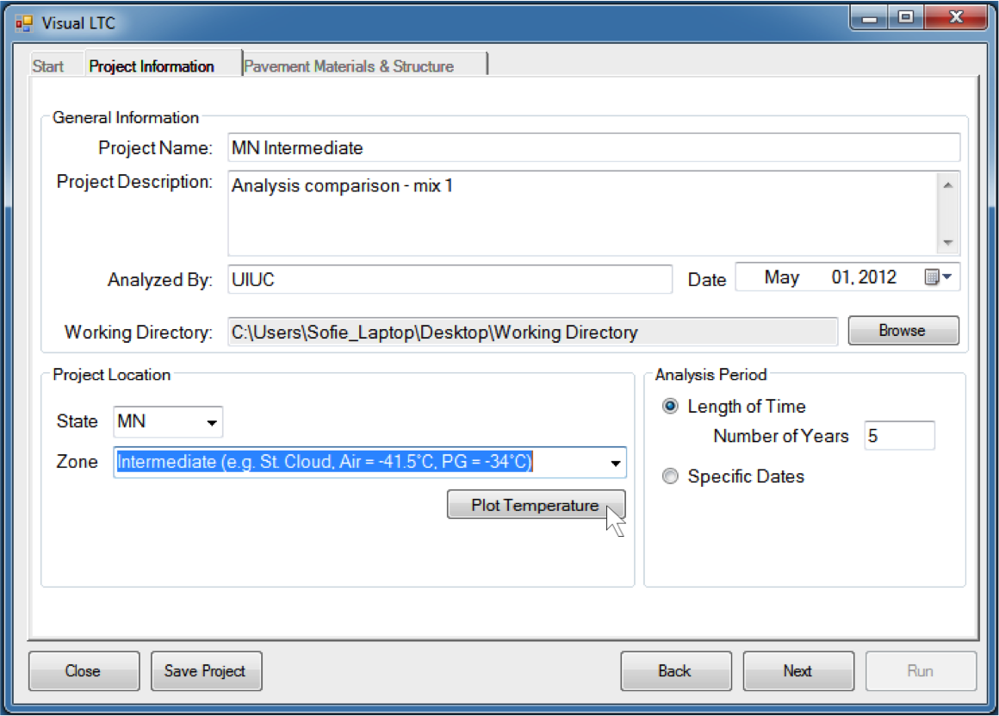 Visual LTC
Start Project Information Pavement Materials & Structure
General Information
Project Name: MN Intermediate
Project Description: Analysis comparison - mix 1
Analyzed By: UIUC Date May 01, 2012
Working Directory: C:\Users\Sofie_Laptop\Desktop\Working Directory Browse
Project Location
State MN
Zone Intermediate (e.g. St. Cloud, Air = -41.5°C, PG = -34°C)
Plot Temperature
Analysis Period
Length of Time
Number of Years 5
Specific Dates
Close Save Project Back Next Run